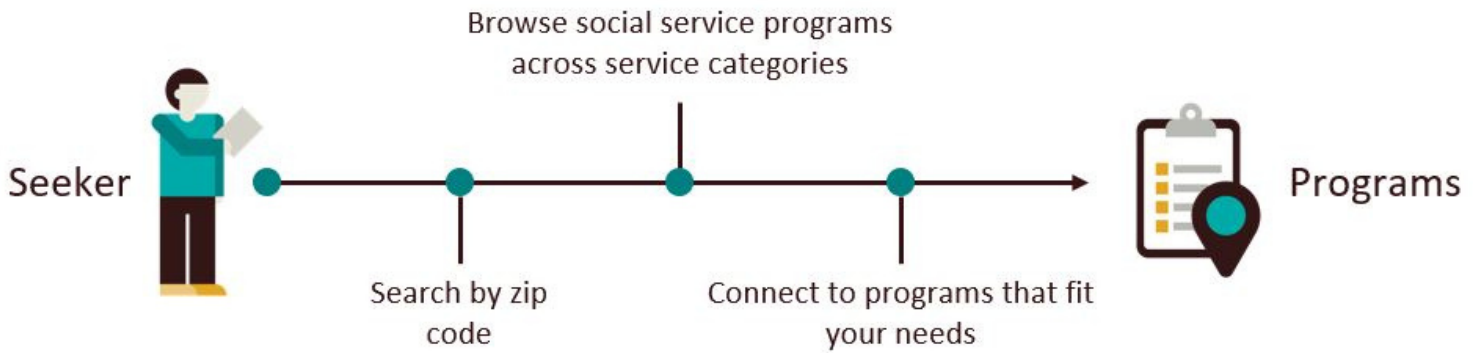 Browse social service programs
across service categories
Seeker
Programs
Search by zip
code
Connect to programs that fit
your needs